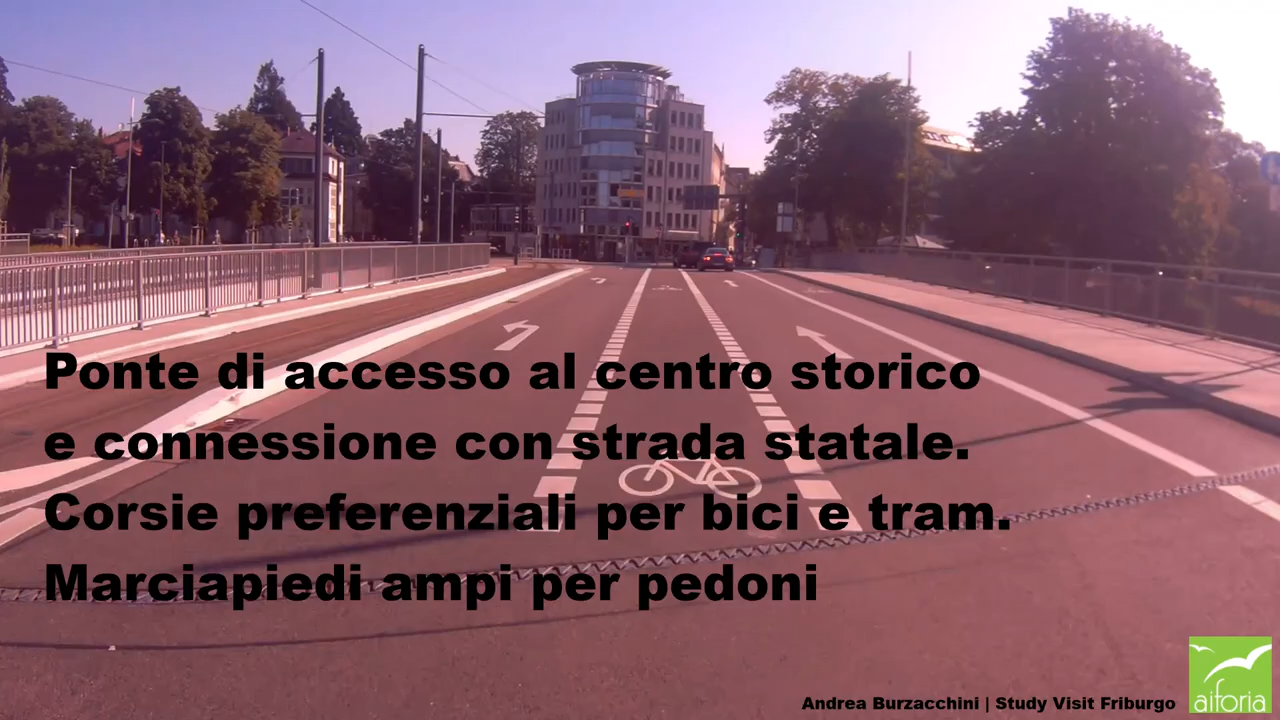 Ponte di accesso al centro storico
e connessione con strada statale.
Corsie preferenziali per bici e tram.
Marciapiedi ampi per pedoni
Andrea Burzacchini | Study Visit Friburgo
aiforia